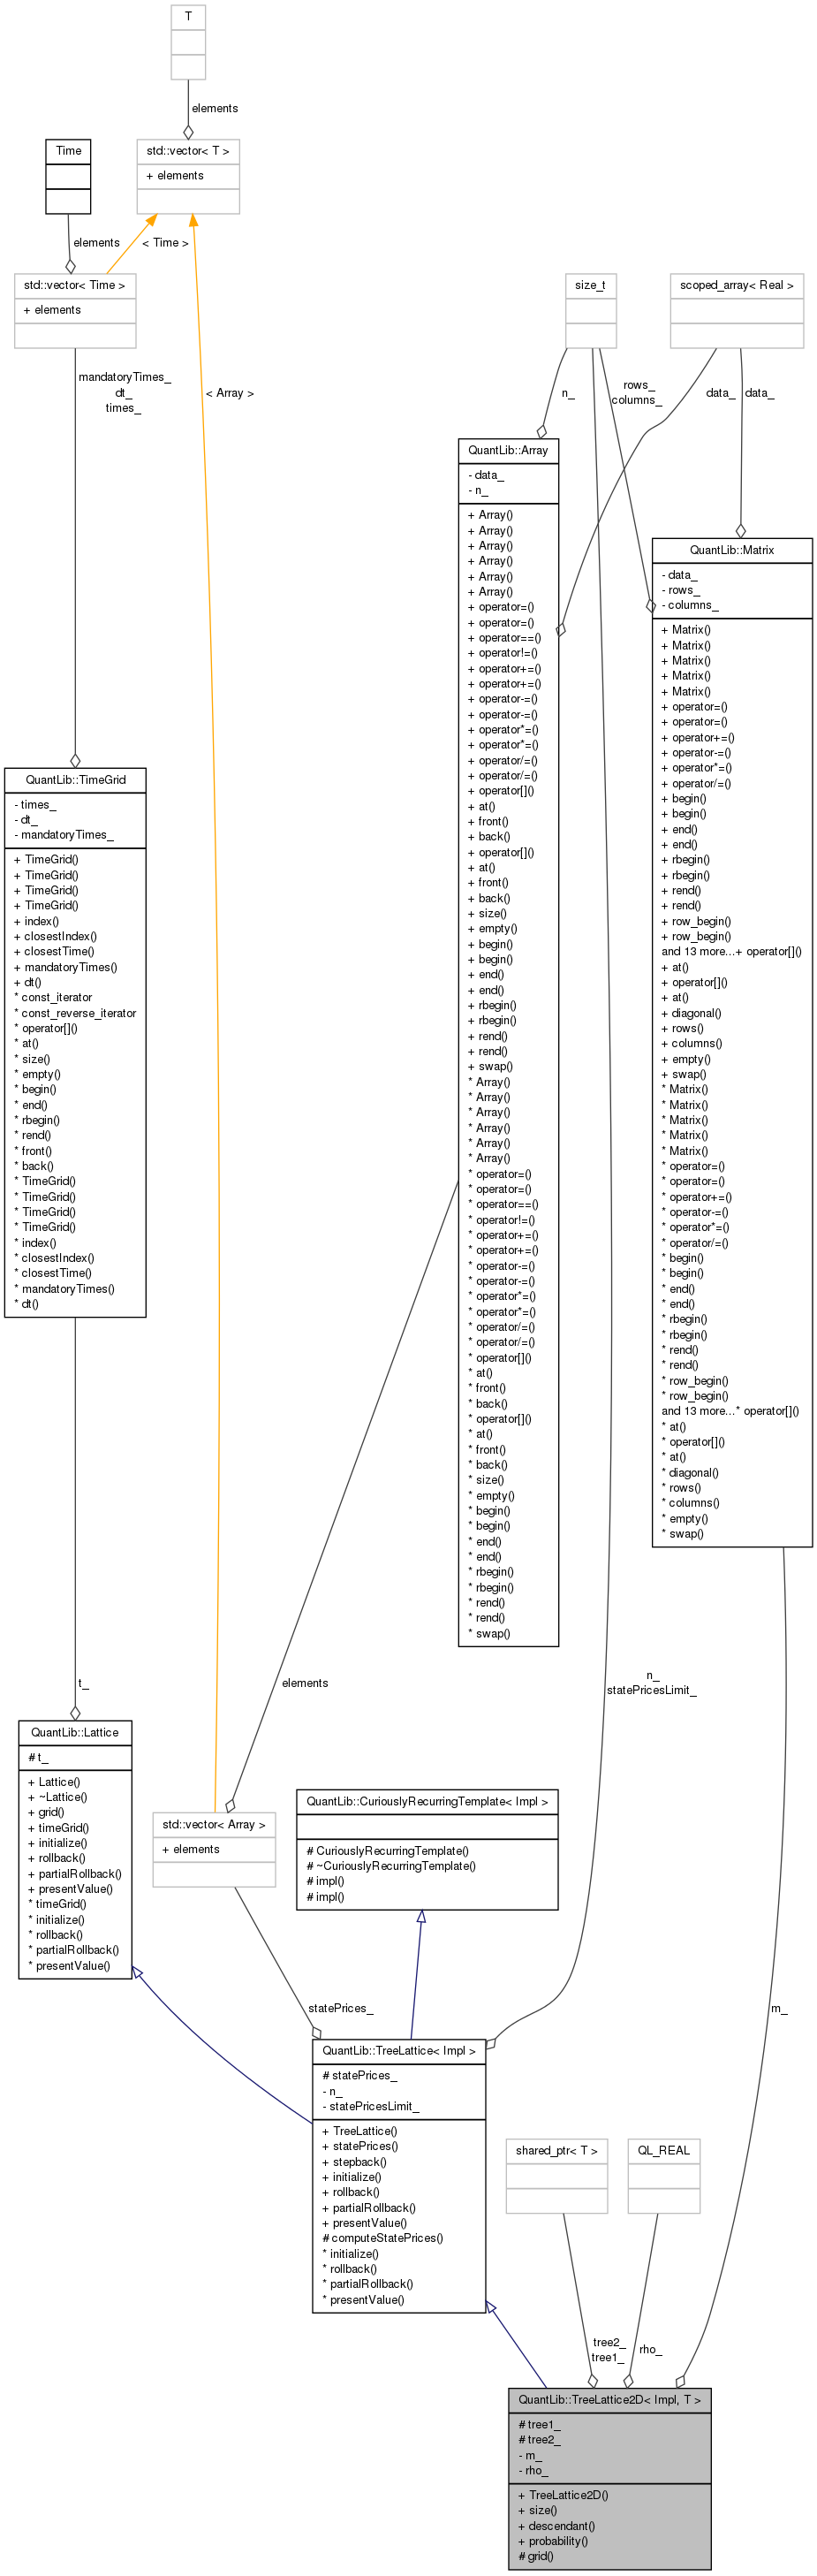 T
elements
Time
std::vector< T >
+ elements
elements
< Time >
std::vector< Time >
+ elements
size_t
scoped_array< Real >
mandatoryTimes_
dt_
times_
< Array >
n_
rows_
columns_
data_
data_
QuantLib::Array
- data_
- n_
+ Array()
+ Array()
+ Array()
+ Array()
+ Array()
+ Array()
+ operator=()
+ operator=()
+ operator==()
+ operator!=()
+ operator+=()
+ operator+=()
+ operator-=()
+ operator-=()
+ operator*=()
+ operator*=()
+ operator/=()
+ operator/=()
+ operator[]()
+ at()
+ front()
+ back()
+ operator[]()
+ at()
+ front()
+ back()
+ size()
+ empty()
+ begin()
+ begin()
+ end()
+ end()
+ rbegin()
+ rbegin()
+ rend()
+ rend()
+ swap()
* Array()
* Array()
* Array()
* Array()
* Array()
* Array()
* operator=()
* operator=()
* operator==()
* operator!=()
* operator+=()
* operator+=()
* operator-=()
* operator-=()
* operator*=()
* operator*=()
* operator/=()
* operator/=()
* operator[]()
* at()
* front()
* back()
* operator[]()
* at()
* front()
* back()
* size()
* empty()
* begin()
* begin()
* end()
* end()
* rbegin()
* rbegin()
* rend()
* rend()
* swap()
QuantLib::Matrix
- data_
- rows_
- columns_
+ Matrix()
+ Matrix()
+ Matrix()
+ Matrix()
+ Matrix()
+ operator=()
+ operator=()
+ operator+=()
+ operator-=()
+ operator*=()
+ operator/=()
+ begin()
+ begin()
+ end()
+ end()
+ rbegin()
+ rbegin()
+ rend()
+ rend()
+ row_begin()
+ row_begin()
and 13 more...+ operator[]()
+ at()
+ operator[]()
+ at()
+ diagonal()
+ rows()
+ columns()
+ empty()
+ swap()
* Matrix()
* Matrix()
* Matrix()
* Matrix()
* Matrix()
* operator=()
* operator=()
* operator+=()
* operator-=()
* operator*=()
* operator/=()
* begin()
* begin()
* end()
* end()
* rbegin()
* rbegin()
* rend()
* rend()
* row_begin()
* row_begin()
and 13 more...* operator[]()
* at()
* operator[]()
* at()
* diagonal()
* rows()
* columns()
* empty()
* swap()
QuantLib::TimeGrid
- times_
- dt_
- mandatoryTimes_
+ TimeGrid()
+ TimeGrid()
+ TimeGrid()
+ TimeGrid()
+ index()
+ closestIndex()
+ closestTime()
+ mandatoryTimes()
+ dt()
* const_iterator
* const_reverse_iterator
* operator[]()
* at()
* size()
* empty()
* begin()
* end()
* rbegin()
* rend()
* front()
* back()
* TimeGrid()
* TimeGrid()
* TimeGrid()
* TimeGrid()
* index()
* closestIndex()
* closestTime()
* mandatoryTimes()
* dt()
t_
elements
n_
statePricesLimit_
QuantLib::Lattice
# t_
+ Lattice()
+ ~Lattice()
+ grid()
+ timeGrid()
+ initialize()
+ rollback()
+ partialRollback()
+ presentValue()
* timeGrid()
* initialize()
* rollback()
* partialRollback()
* presentValue()
std::vector< Array >
+ elements
QuantLib::CuriouslyRecurringTemplate< Impl >
# CuriouslyRecurringTemplate()
# ~CuriouslyRecurringTemplate()
# impl()
# impl()
statePrices_
m_
QuantLib::TreeLattice< Impl >
# statePrices_
- n_
- statePricesLimit_
+ TreeLattice()
+ statePrices()
+ stepback()
+ initialize()
+ rollback()
+ partialRollback()
+ presentValue()
# computeStatePrices()
* initialize()
* rollback()
* partialRollback()
* presentValue()
shared_ptr< T >
QL_REAL
tree2_
tree1_
rho_
QuantLib::TreeLattice2D< Impl, T >
# tree1_
# tree2_
- m_
- rho_
+ TreeLattice2D()
+ size()
+ descendant()
+ probability()
# grid()